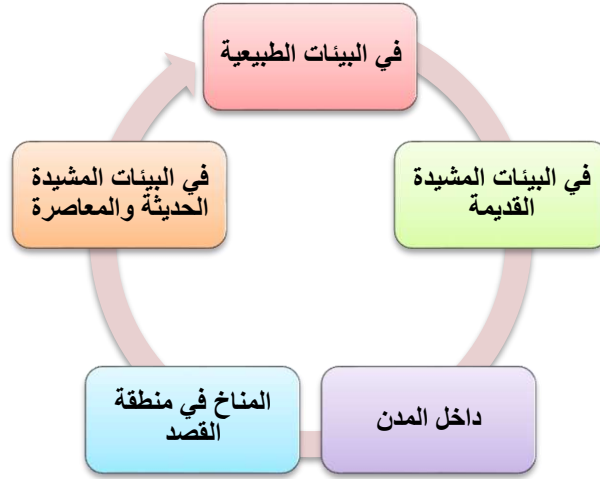 في البيئات الطبيعية
في البيئات المشيدة
القديمة
داخل المدن
المناخ في منطقة
القصد
في البيئات المشيدة
الحديثة والمعاصرة